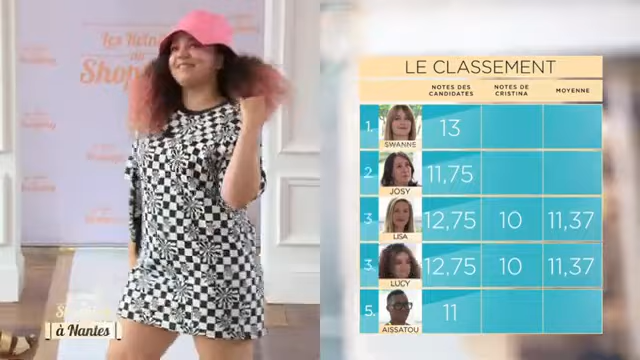 Les Reines
du
Shopping
à Nantes
LE CLASSEMENT
NOTES DES CANDIDATES
NOTES DE CRISTINA
MOYENNE
1. SWANNE 13
2. JOSY 11,75
3. LISA 12,75 10 11,37
3. LUCY 12,75 10 11,37
5. AISSATOU 11